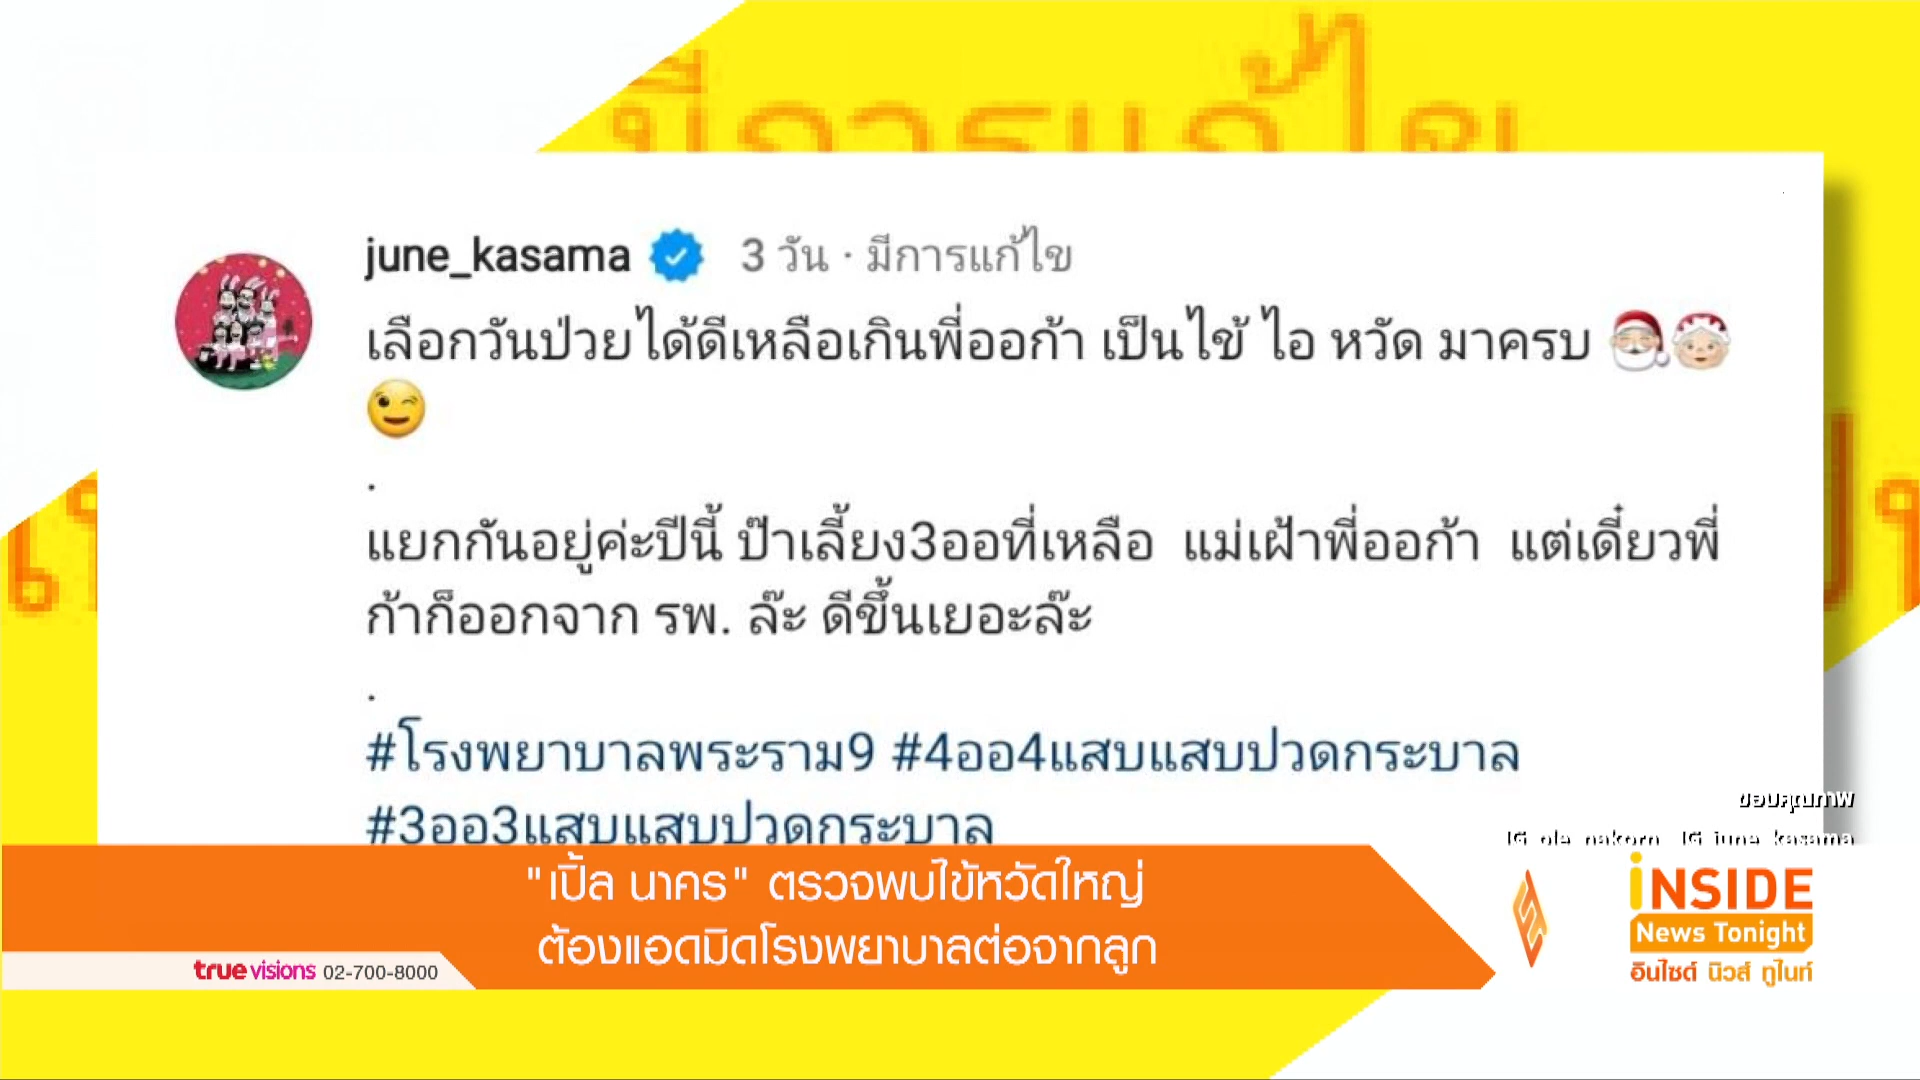 มีการแก้ไข
june_kasama 3 วัน · มีการแก้ไข
เลือกวันป่วยได้ดีเหลือเกินพี่ออก้า เป็นไข้ ไอ หวัด มาครบ 🎅🤶
😉
.
แยกกันอยู่ค่ะปีนี้ ป๊าเลี้ยง3ออที่เหลือ แม่เฝ้าพี่ออก้า แต่เดี๋ยวพี่
ก้าก็ออกจาก รพ. ล๊ะ ดีขึ้นเยอะล๊ะ
.
#โรงพยาบาลพระราม9 #4ออ4แสบแสบปวดกระบาล
#3ออ3แสบแสบปวดกระบาล
ขอบคุณภาพ
IG ple_nakorn , IG june_kasama
"เปิ้ล นาคร" ตรวจพบไข้หวัดใหญ่
ต้องแอดมิดโรงพยาบาลต่อจากลูก
truevisions 02-700-8000
iNSIDE
News Tonight
อินไซด์ นิวส์ ทูไนท์